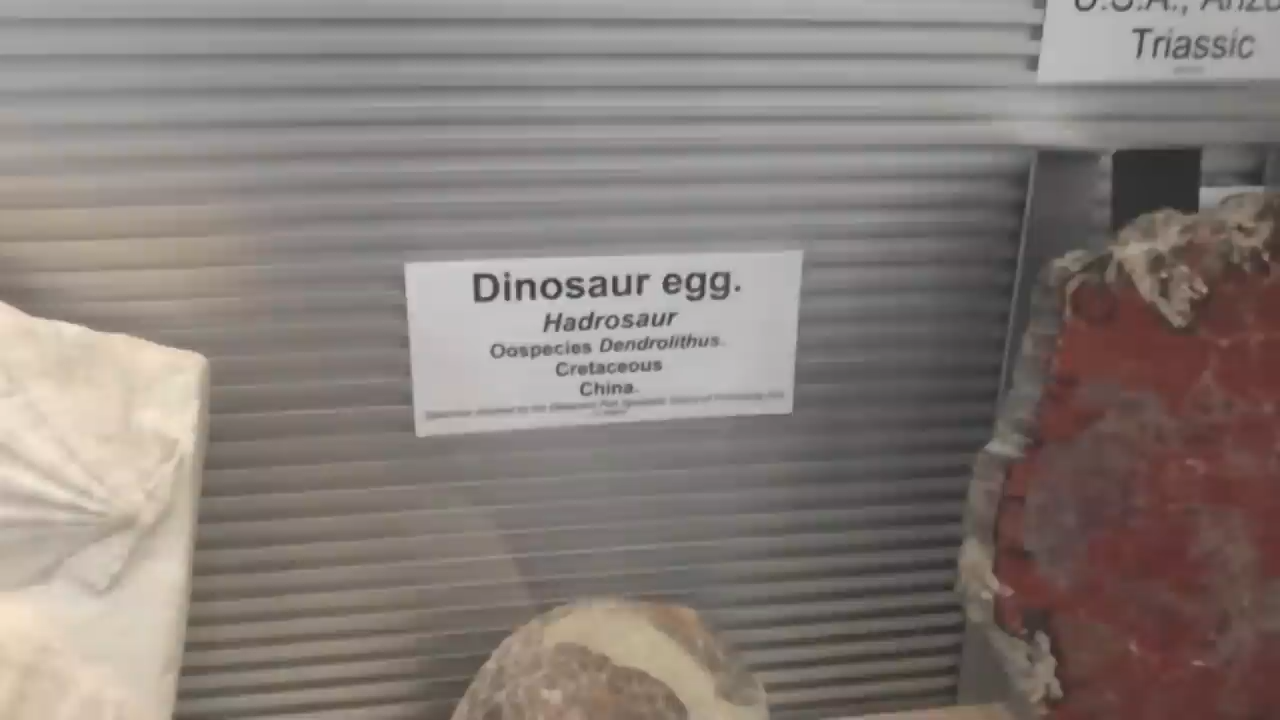 U.S.A.,
Triassic
Dinosaur egg.
Hadrosaur
Oospecies Dendrolithus.
Cretaceous
China.